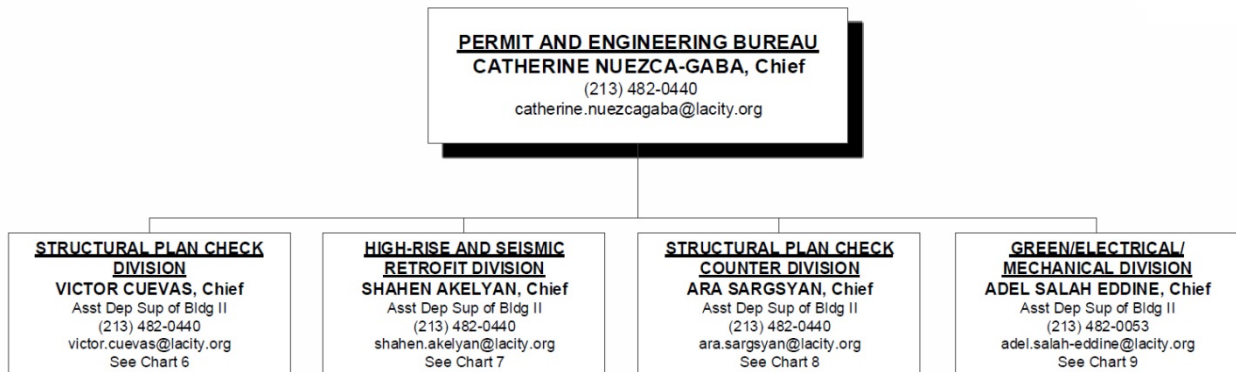 PERMIT AND ENGINEERING BUREAU
CATHERINE NUEZCA-GABA, Chief
(213) 482-0440
catherine.nuezcagaba@lacity.org
STRUCTURAL PLAN CHECK
DIVISION
VICTOR CUEVAS, Chief
Asst Dep Sup of Bldg II
(213) 482-0440
victor.cuevas@lacity.org
See Chart 6
HIGH-RISE AND SEISMIC
RETROFIT DIVISION
SHAHEN AKELYAN, Chief
Asst Dep Sup of Bldg II
(213) 482-0440
shahen.akelyan@lacity.org
See Chart 7
STRUCTURAL PLAN CHECK
COUNTER DIVISION
ARA SARGSYAN, Chief
Asst Dep Sup of Bldg II
(213) 482-0440
ara.sargsyan@lacity.org
See Chart 8
GREEN/ELECTRICAL/
MECHANICAL DIVISION
ADEL SALAH EDDINE, Chief
Asst Dep Sup of Bldg II
(213) 482-0053
adel.salah-eddine@lacity.org
See Chart 9